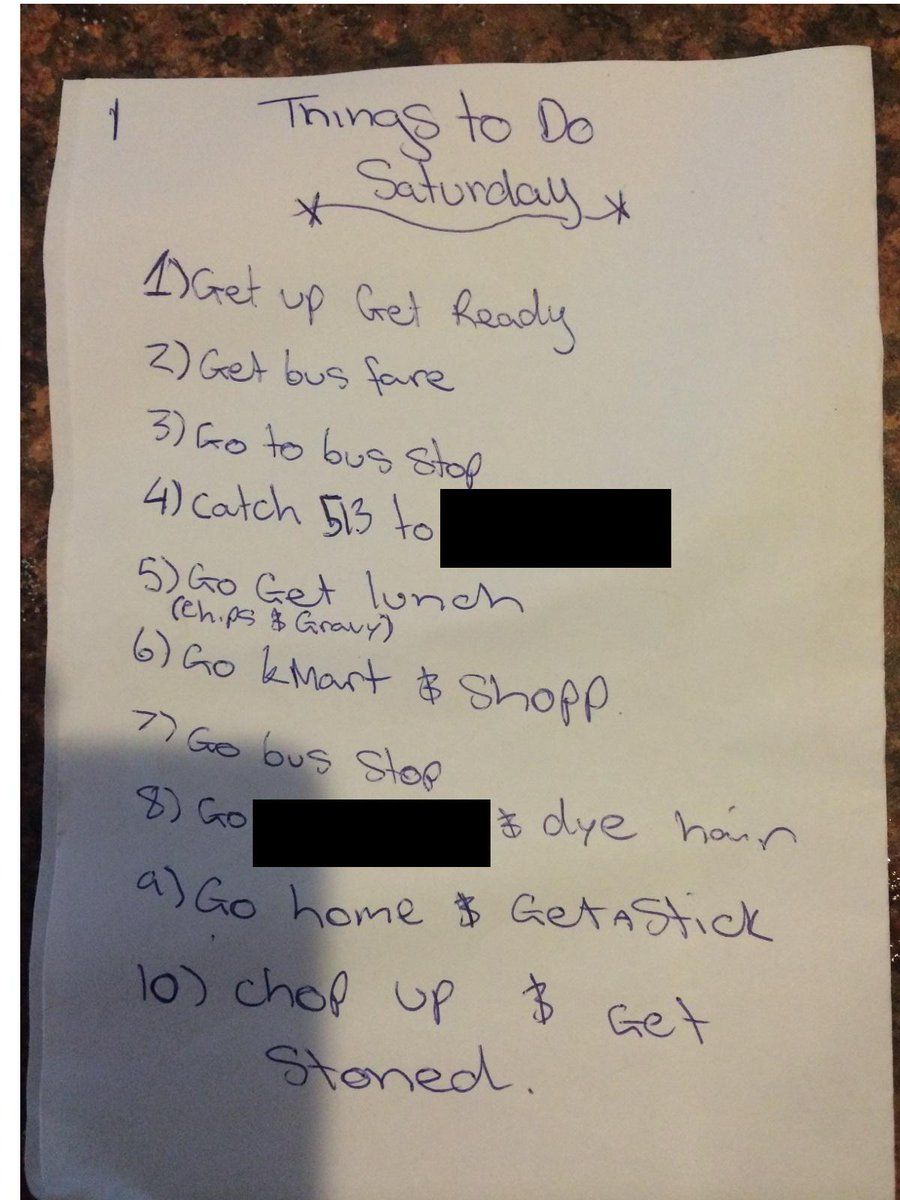 1
Things to Do
Saturday
1) Get up Get Ready
2) Get bus fare
3) Go to bus stop
4) Catch 513 to
5) Go Get lunch
(Chips & Gravy)
6) Go kMart & Shopp.
7) Go bus Stop
8) Go & dye hair
9) Go home & Get A Stick
10) Chop up & Get
Stoned.